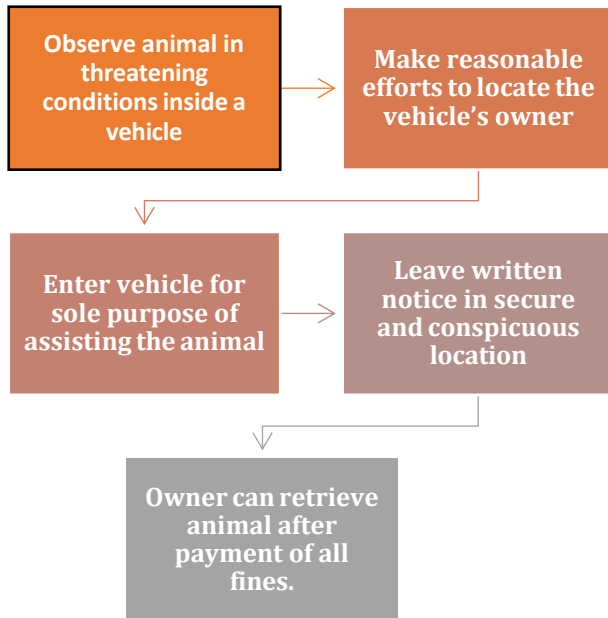 Observe animal in
threatening
conditions inside a
vehicle
Make reasonable
efforts to locate the
vehicle's owner
Enter vehicle for
sole purpose of
assisting the animal
Leave written
notice in secure
and conspicuous
location
Owner can retrieve
animal after
payment of all
fines.